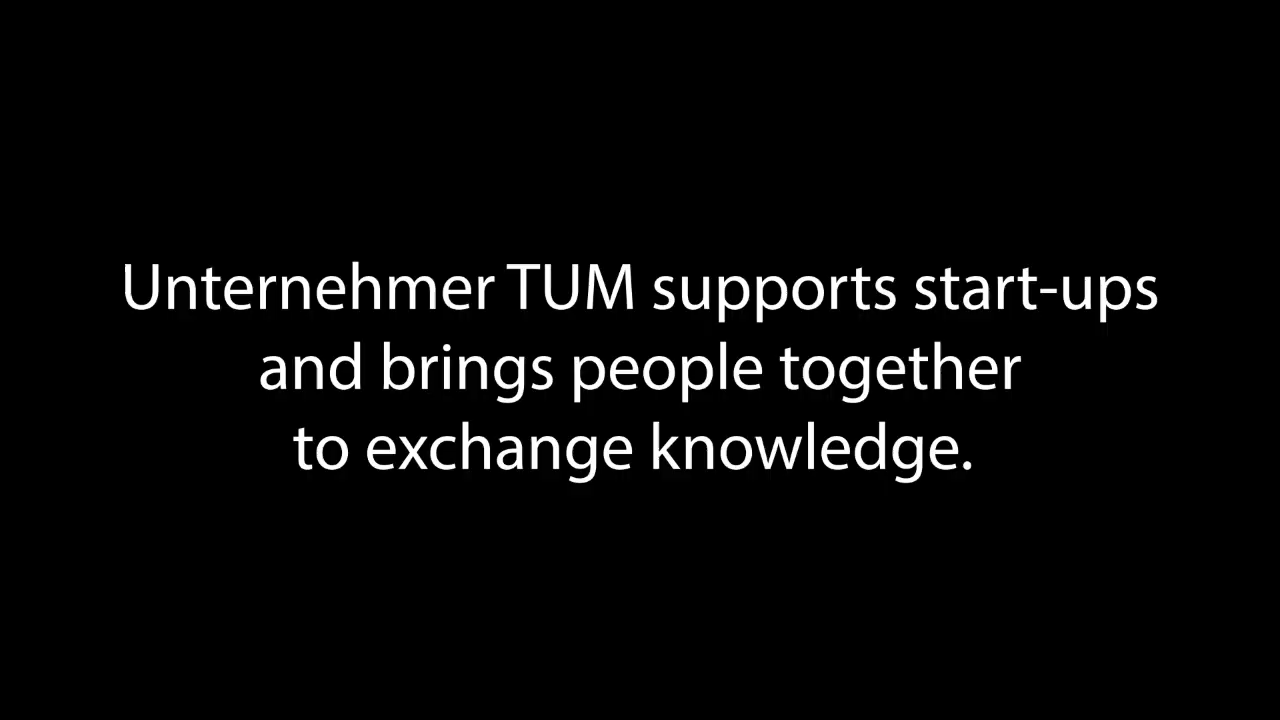 Unternehmer TUM supports start-ups
and brings people together
to exchange knowledge.